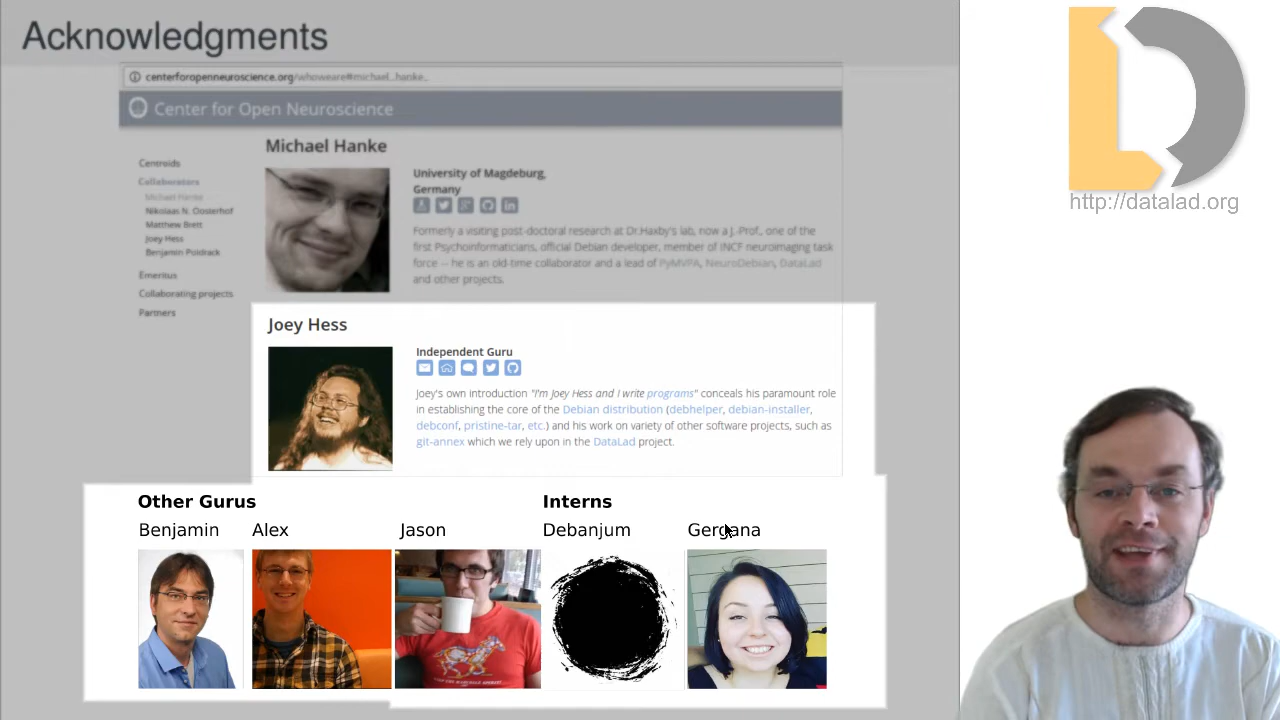 Acknowledgments
centerforopenneuroscience.org/whoweare#michael_hanke_
Center for Open Neuroscience
Michael Hanke
Centroids
Collaborators
Michael Hanke
Nikolaas N. Oosterhof
Matthew Brett
Joey Hess
Benjamin Poldrack
Emeritus
Collaborating projects
Partners
University of Magdeburg,
Germany
Formerly a visiting post-doctoral research at Dr.Haxby's lab, now a J.-Prof., one of the
first Psychoinformaticians, official Debian developer, member of INCF neuroimaging task
force -- he is an old-time collaborator and a lead of PyMVPA, NeuroDebian, DataLad
and other projects.
Joey Hess
Independent Guru
Joey's own introduction "I'm Joey Hess and I write programs" conceals his paramount role
in establishing the core of the Debian distribution (debhelper, debian-installer,
debconf, pristine-tar, etc.) and his work on variety of other software projects, such as
git-annex which we rely upon in the DataLad project.
Other Gurus
Interns
Benjamin
Alex
Jason
Debanjum
Gergana
http://datalad.org